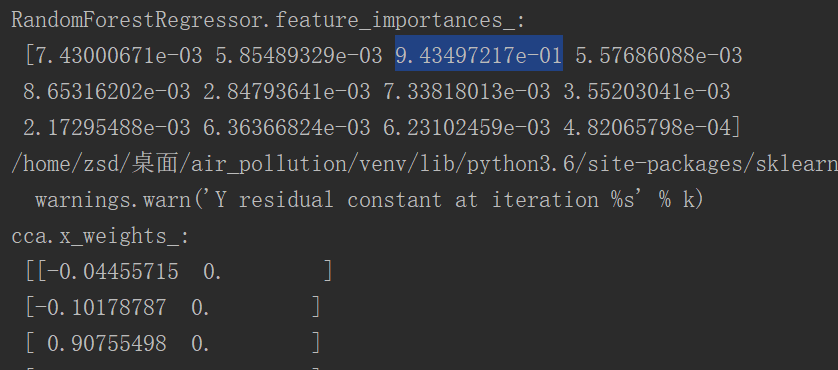 RandomForestRegressor.feature_importances_:
[7.43000671e-03 5.85489329e-03 9.43497217e-01 5.57686088e-03
8.65316202e-03 2.84793641e-03 7.33818013e-03 3.55203041e-03
2.17295488e-03 6.36366824e-03 6.23102459e-03 4.82065798e-04]
/home/zsd/桌面/air_pollution/venv/lib/python3.6/site-packages/sklearn
warnings.warn('Y residual constant at iteration %s' % k)
cca.x_weights_:
[[-0.04455715 0. ]
[-0.10178787 0. ]
[ 0.90755498 0. ]